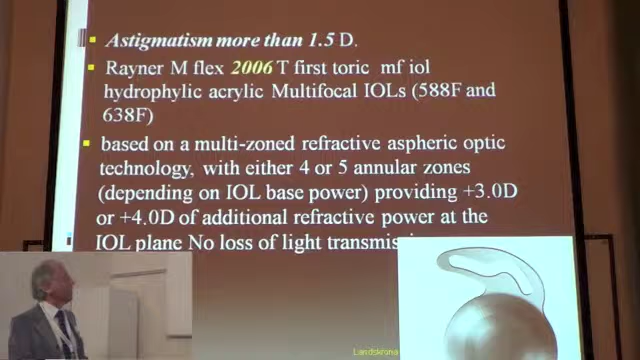 Astigmatism more than 1.5 D.
Rayner M flex 2006 T first toric mf iol
hydrophylic acrylic Multifocal IOLs (588F and
638F)
based on a multi-zoned refractive aspheric optic
technology, with either 4 or 5 annular zones
(depending on IOL base power) providing +3.0D
or +4.0D of additional refractive power at the
IOL plane No loss of light
Landskrona